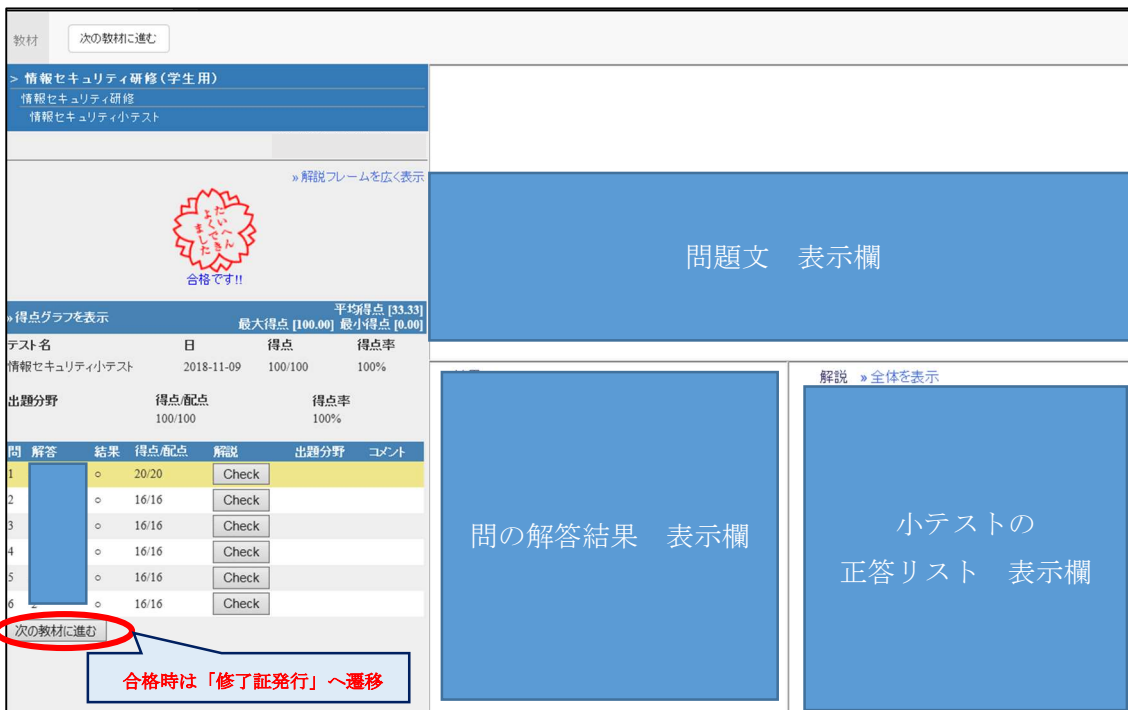 教材
次の教材に進む
> 情報セキュリティ研修(学生用)
情報セキュリティ研修
情報セキュリティ小テスト
»解説フレームを広く表示
たいへん
よくできました
合格です!!
»得点グラフを表示
平均得点 [33.33]
最大得点 [100.00] 最小得点 [0.00]
テスト名 日 得点 得点率
情報セキュリティ小テスト 2018-11-09 100/100 100%
出題分野 得点/配点 得点率
100/100 100%
問 解答 結果 得点/配点 解説 出題分野 コメント
1 ○ 20/20 Check
2 ○ 16/16 Check
3 ○ 16/16 Check
4 ○ 16/16 Check
5 ○ 16/16 Check
6 ○ 16/16 Check
次の教材に進む
合格時は「修了証発行」へ遷移
問題文 表示欄
問の解答結果 表示欄
解説 »全体を表示
小テストの
正答リスト 表示欄